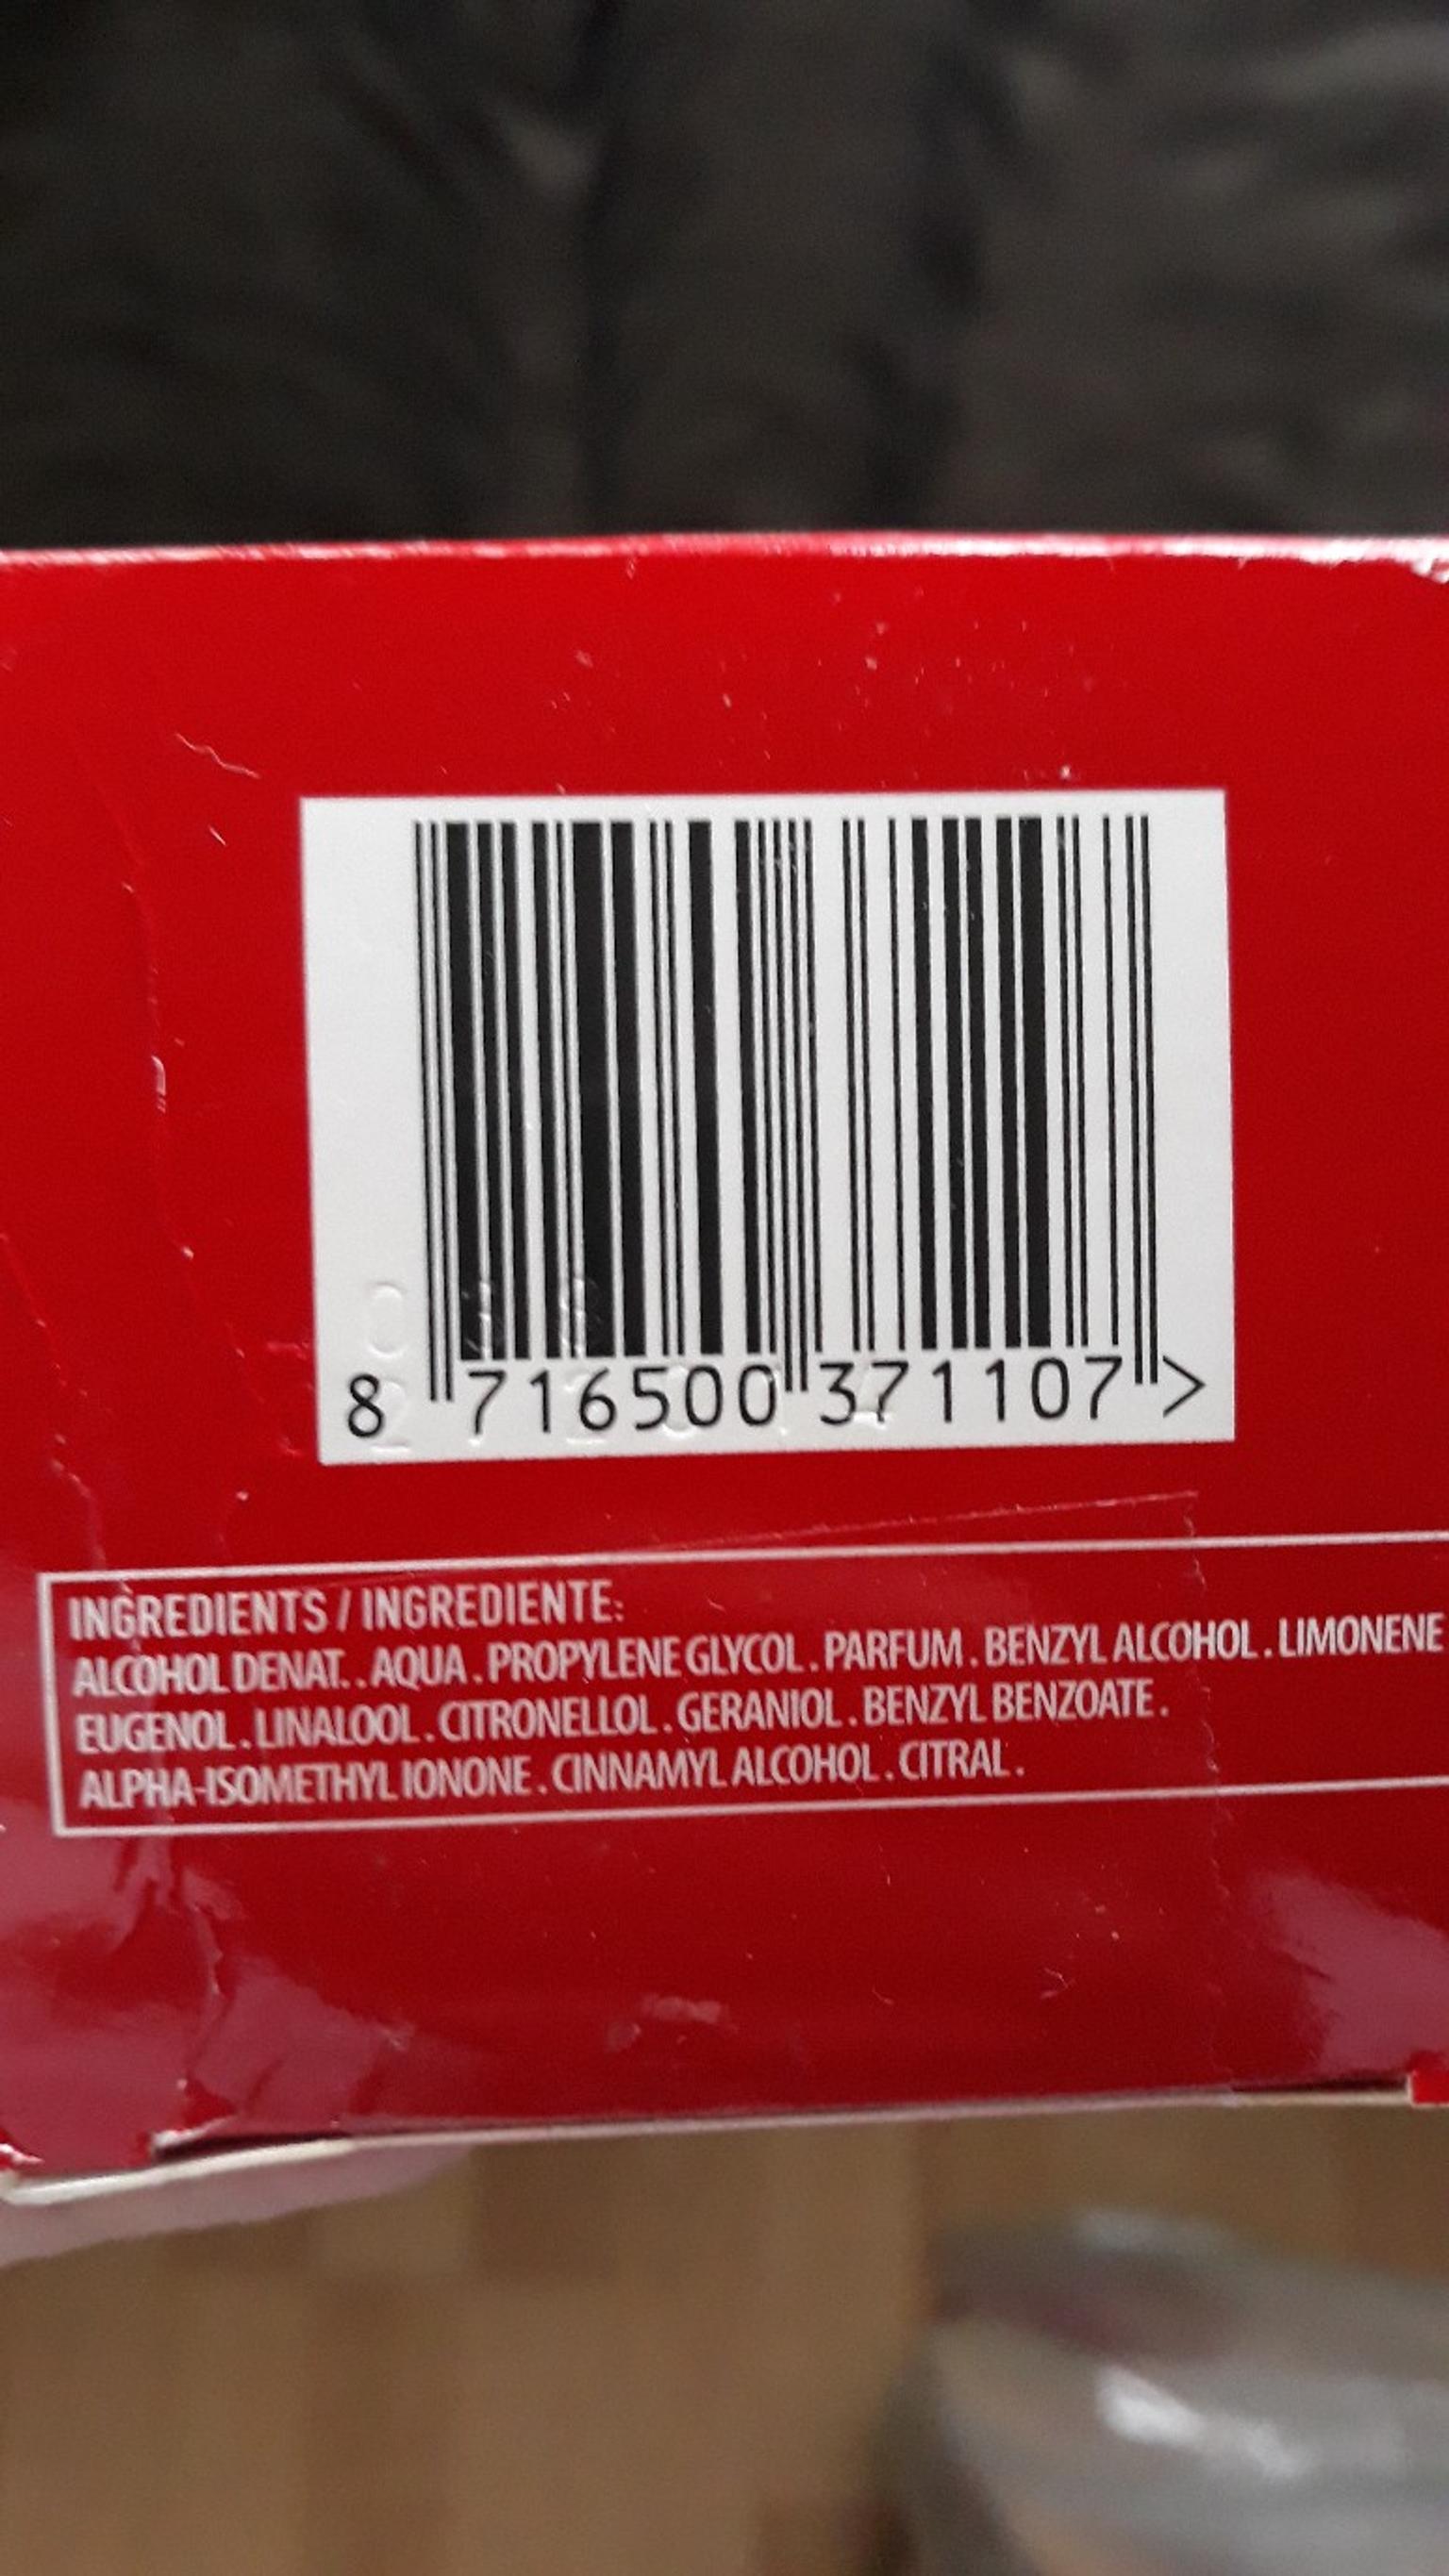 8 716500 371107 >
INGREDIENTS / INGREDIENTE:
ALCOHOL DENAT. . AQUA . PROPYLENE GLYCOL . PARFUM . BENZYL ALCOHOL . LIMONENE
EUGENOL . LINALOOL . CITRONELLOL . GERANIOL . BENZYL BENZOATE .
ALPHA-ISOMETHYL IONONE . CINNAMYL ALCOHOL . CITRAL .